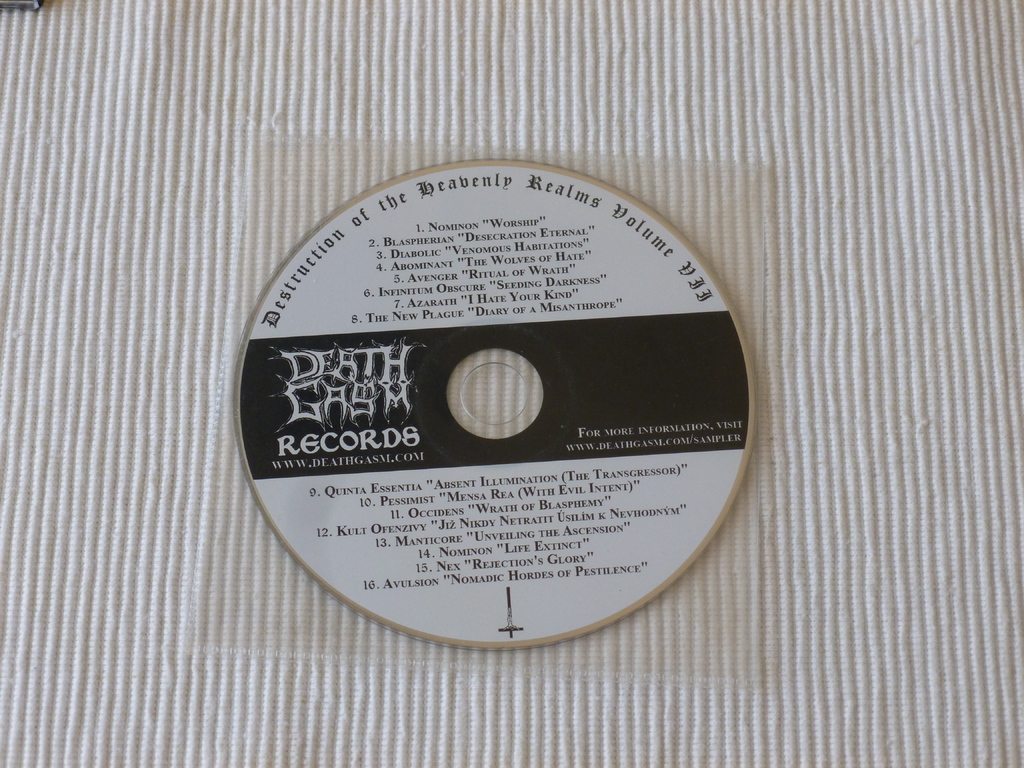 Destruction of the Heavenly Realms Volume VII
1. Nominon "Worship"
2. Blaspherian "Desecration Eternal"
3. Diabolic "Venomous Habitations"
4. Abominant "The Wolves of Hate"
5. Avenger "Ritual of Wrath"
6. Infinitum Obscure "Seeding Darkness"
7. Azarath "I Hate Your Kind"
8. The New Plague "Diary of a Misanthrope"
DEATH
GASM
RECORDS
www.deathgasm.com
For more information, visit
www.deathgasm.com/sampler
9. Quinta Essentia "Absent Illumination (The Transgressor)"
10. Pessimist "Mensa Rea (With Evil Intent)"
11. Occidens "Wrath of Blasphemy"
12. Kult Ofenzivy "Již Nikdy Netratit Úsilím k Nevhodným"
13. Manticore "Unveiling the Ascension"
14. Nominon "Life Extinct"
15. Nex "Rejection's Glory"
16. Avulsion "Nomadic Hordes of Pestilence"